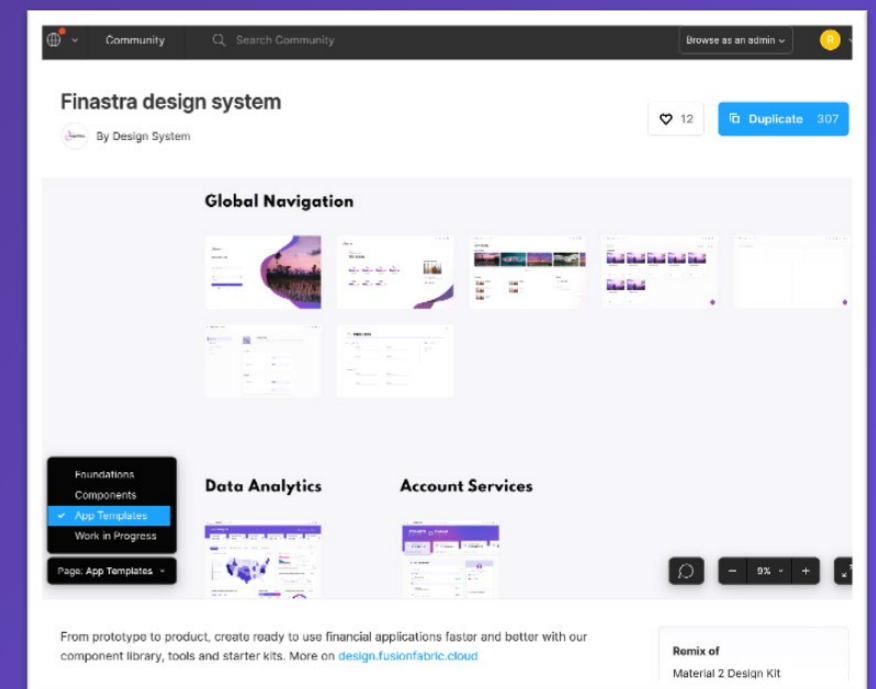 Community
Search Community
Browse as an admin
R
Finastra design system
By Design System
12
Duplicate 307
Global Navigation
Foundations
Components
App Templates
Work in Progress
Page: App Templates
Data Analytics
Account Services
9%
From prototype to product, create ready to use financial applications faster and better with our
component library, tools and starter kits. More on design.fusionfabric.cloud
Remix of
Material 2 Design Kit